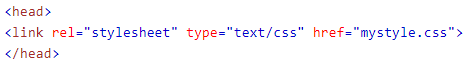 <head>
<link rel="stylesheet" type="text/css" href="mystyle.css">
</head>